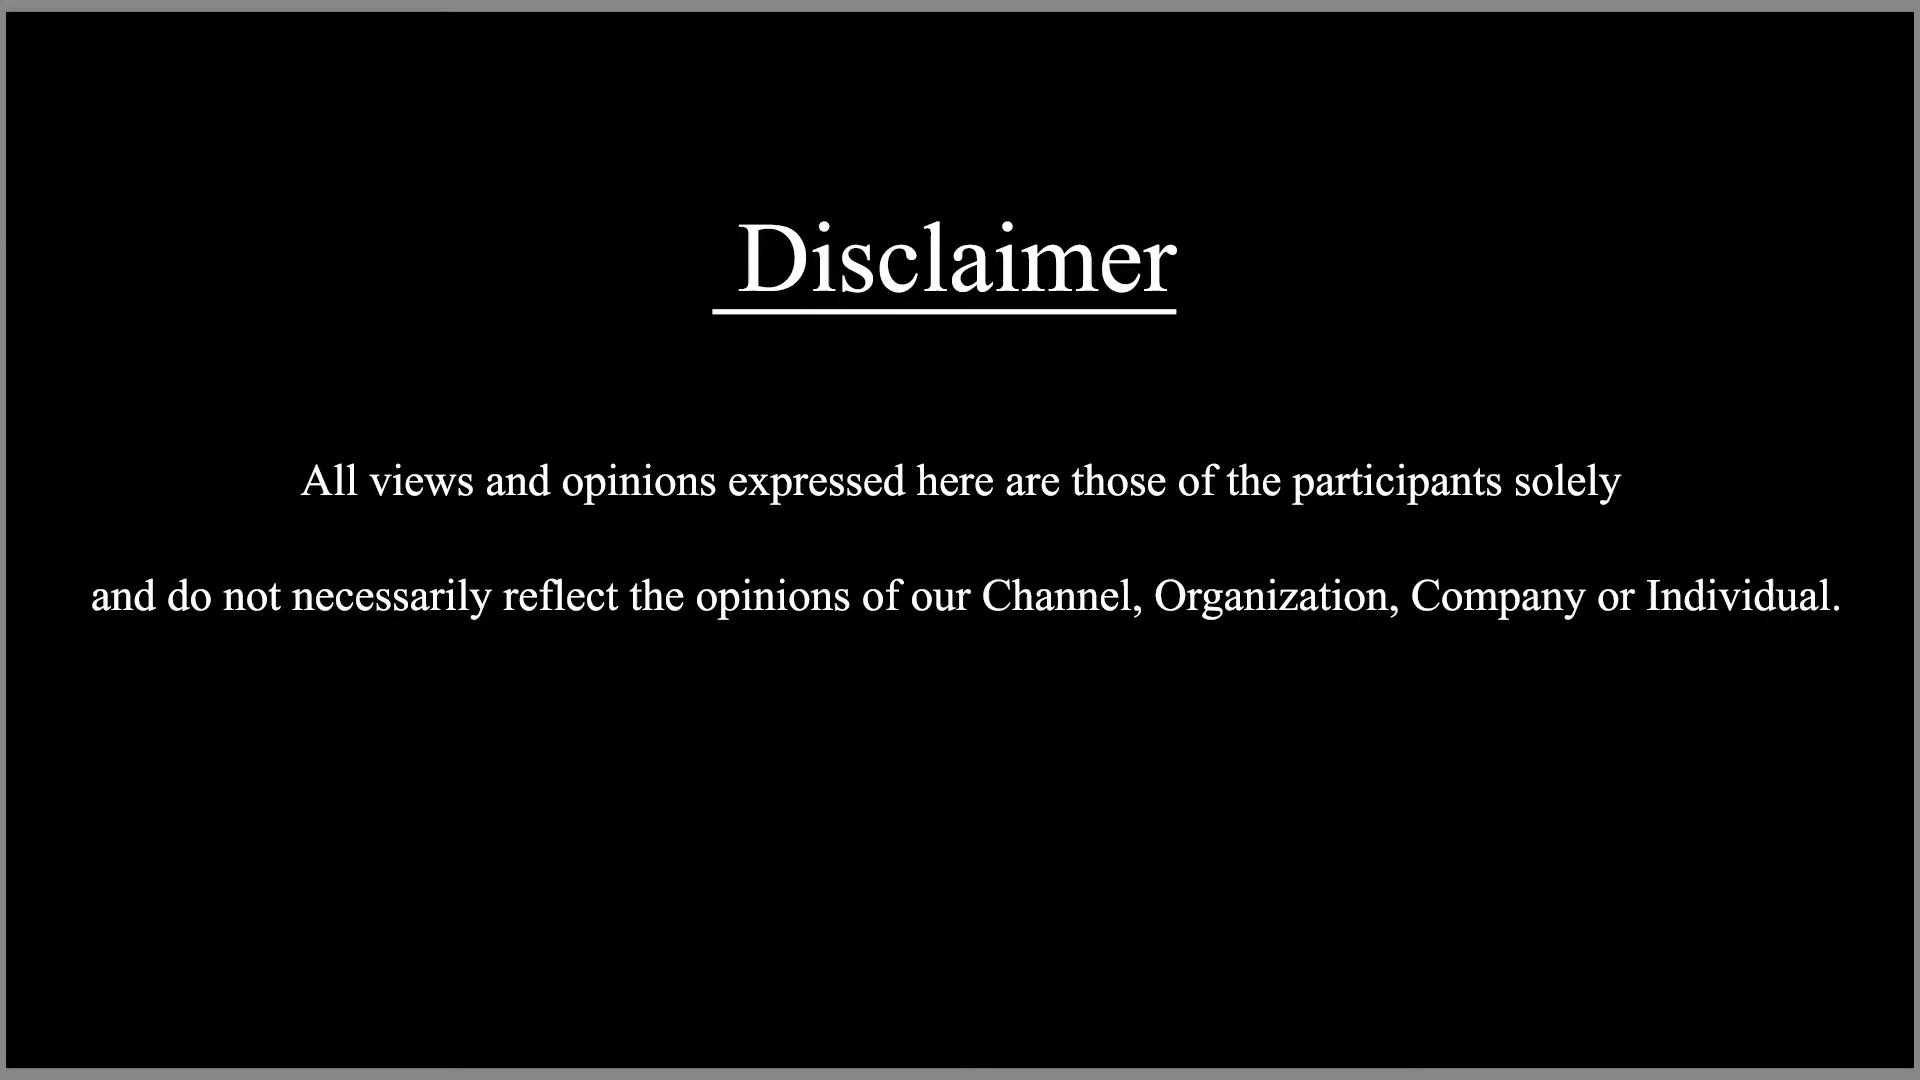 Disclaimer
All views and opinions expressed here are those of the participants solely
and do not necessarily reflect the opinions of our Channel, Organization, Company or Individual.